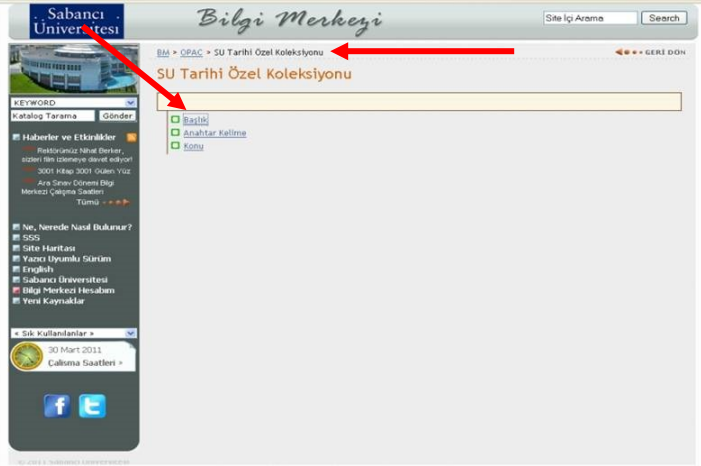 Sabancı
Üniversitesi
Bilgi Merkezi
Site İçi Arama
Search
BM • OPAC • SU Tarihi Özel Koleksiyonu
GERİ DÖN
SU Tarihi Özel Koleksiyonu
KEYWORD
Katalog Tarama
Gönder
Başlık
Anahtar Kelime
Konu
Haberler ve Etkinlikler
Rektörümüz Nihat Berker,
sizleri film izlemeye davet ediyor!
3001 Kitap 3001 Gülen Yüz
Ara Sınav Dönemi Bilgi
Merkezi Çalışma Saatleri
Tümü
Ne, Nerede Nasıl Bulunur?
SSS
Site Haritası
Yazıcı Uyumlu Sürüm
English
Sabancı Üniversitesi
Bilgi Merkezi Hesabım
Yeni Kaynaklar
« Sık Kullanılanlar »
30 Mart 2011
Çalışma Saatleri »